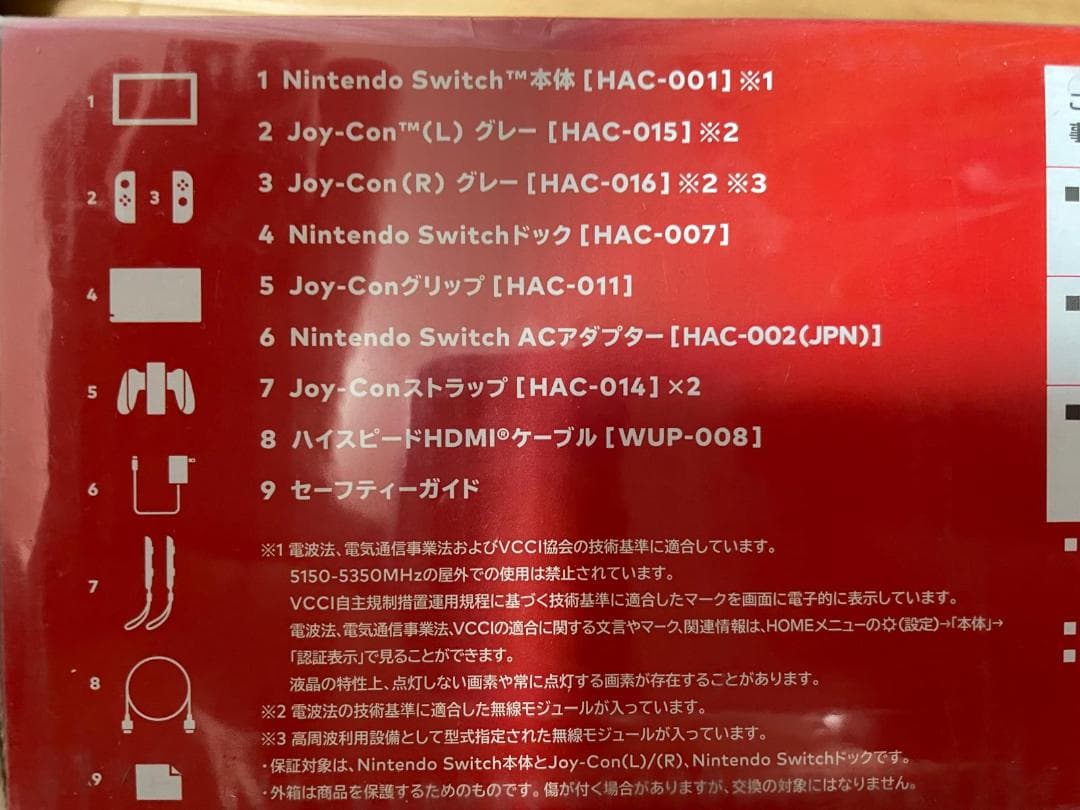 1 Nintendo Switch™本体 [HAC-001] ※1
2 Joy-Con™(L) グレー [HAC-015] ※2
3 Joy-Con(R) グレー [HAC-016] ※2 ※3
4 Nintendo Switchドック [HAC-007]
5 Joy-Conグリップ [HAC-011]
6 Nintendo Switch ACアダプター [HAC-002(JPN)]
7 Joy-Conストラップ [HAC-014] ×2
8 ハイスピードHDMI®ケーブル [WUP-008]
9 セーフティーガイド
1
2
3
4
5
6
7
8
9
※1 電波法、電気通信事業法およびVCCI協会の技術基準に適合しています。
5150-5350MHzの屋外での使用は禁止されています。
VCCI自主規制措置運用規程に基づく技術基準に適合したマークを画面に電子的に表示しています。
電波法、電気通信事業法、VCCIの適合に関する文言やマーク、関連情報は、HOMEメニューの(設定)→「本体」→
「認証表示」で見ることができます。
液晶の特性上、点灯しない画素や常に点灯する画素が存在することがあります。
※2 電波法の技術基準に適合した無線モジュールが入っています。
※3 高周波利用設備として型式指定された無線モジュールが入っています。
・保証対象は、Nintendo Switch本体とJoy-Con(L)/(R)、Nintendo Switchドックです。
・外箱は商品を保護するためのものです。傷が付く場合がありますが、交換の対象にはなりません。